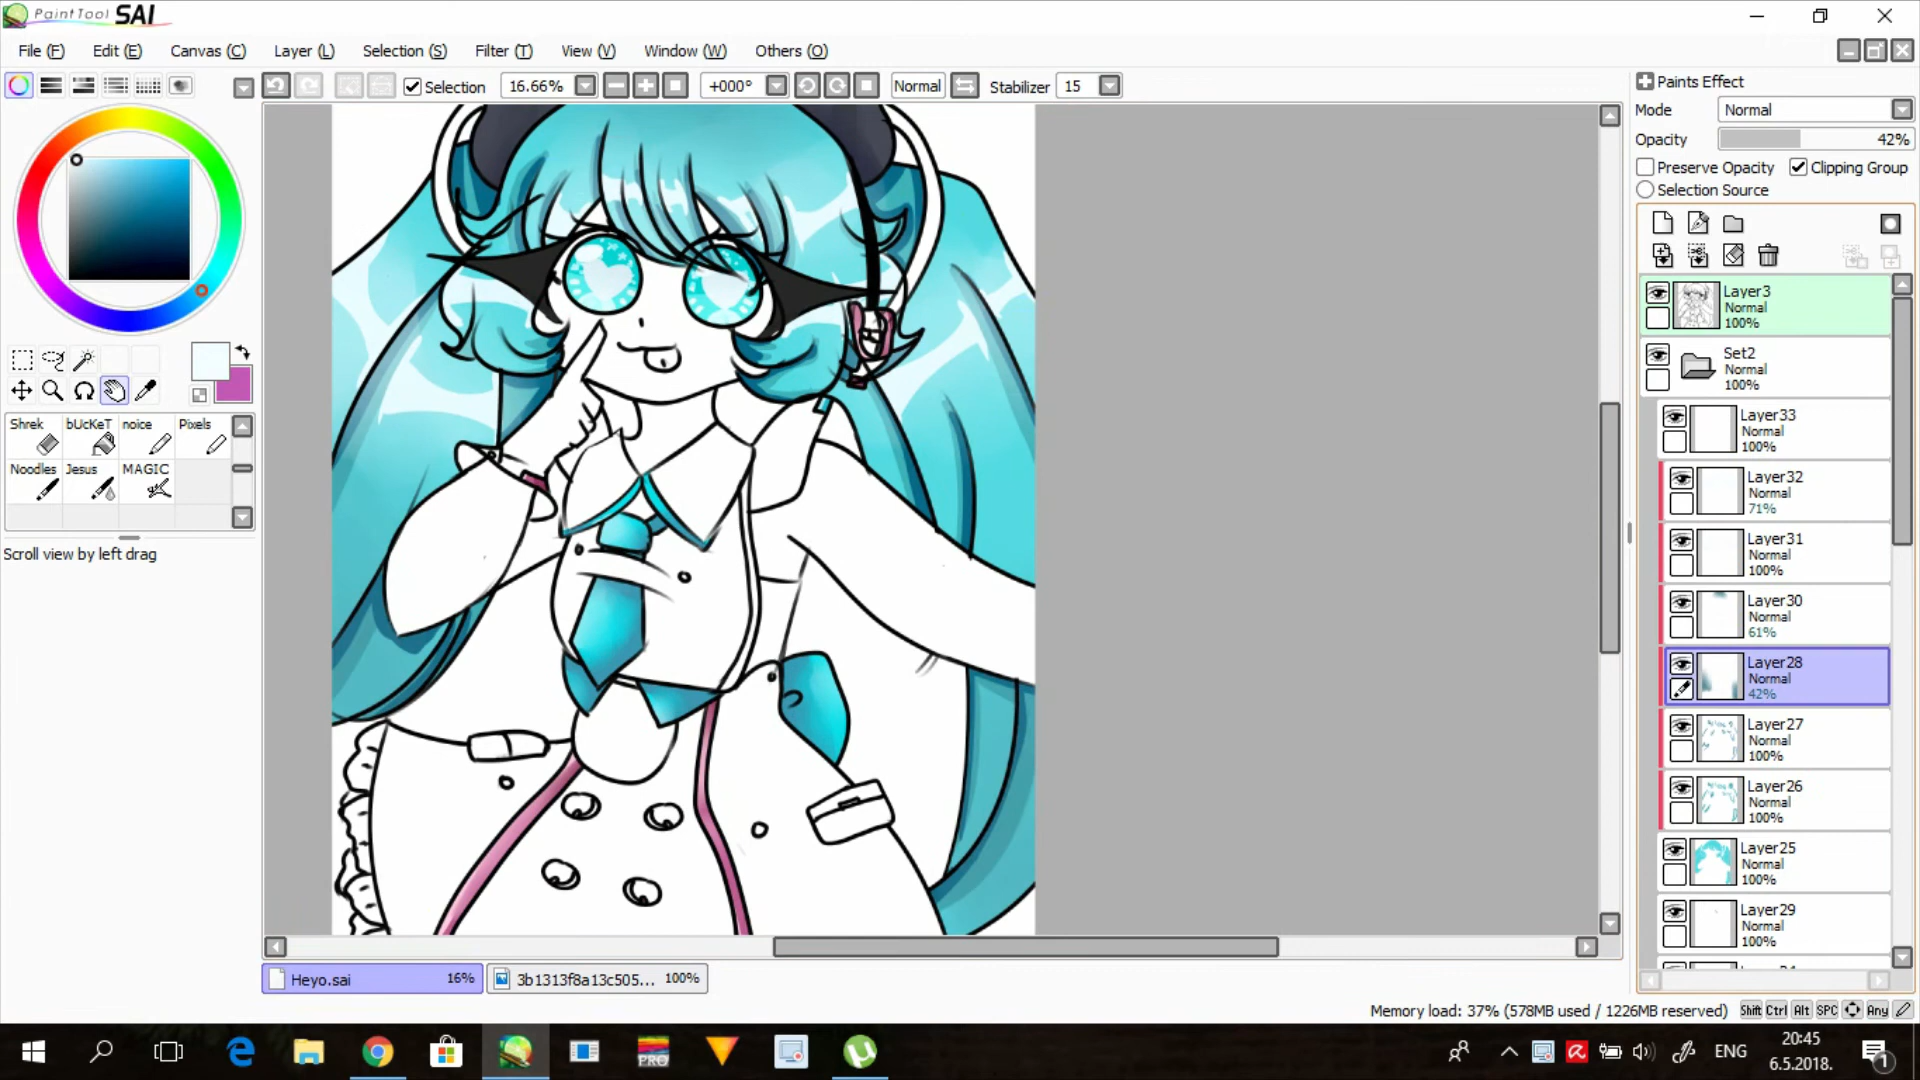 PaintTool SAI
File (F) Edit (E) Canvas (C) Layer (L) Selection (S) Filter (T) View (V) Window (W) Others (O)
Selection 16.66% +000° Normal Stabilizer 15
Paints Effect
Mode Normal
Opacity 42%
Preserve Opacity Clipping Group
Selection Source
Layer3
Normal
100%
Set2
Normal
100%
Layer33
Normal
100%
Layer32
Normal
71%
Layer31
Normal
100%
Layer30
Normal
61%
Layer28
Normal
42%
Layer27
Normal
100%
Layer26
Normal
100%
Layer25
Normal
100%
Layer29
Normal
100%
Shrek bUcKeT noice Pixels
Noodles Jesus MAGIC
Scroll view by left drag
Heyo.sai 16% 3b1313f8a13c505... 100%
Memory load: 37% (578MB used / 1226MB reserved) Shift Ctrl Alt SPC Any
PRO
ENG
20:45
6.5.2018.
1